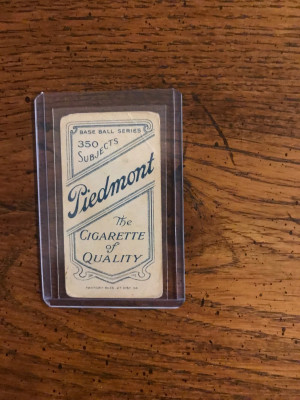 BASE BALL SERIES
350 SUBJECTS
Piedmont
The
CIGARETTE
of
QUALITY